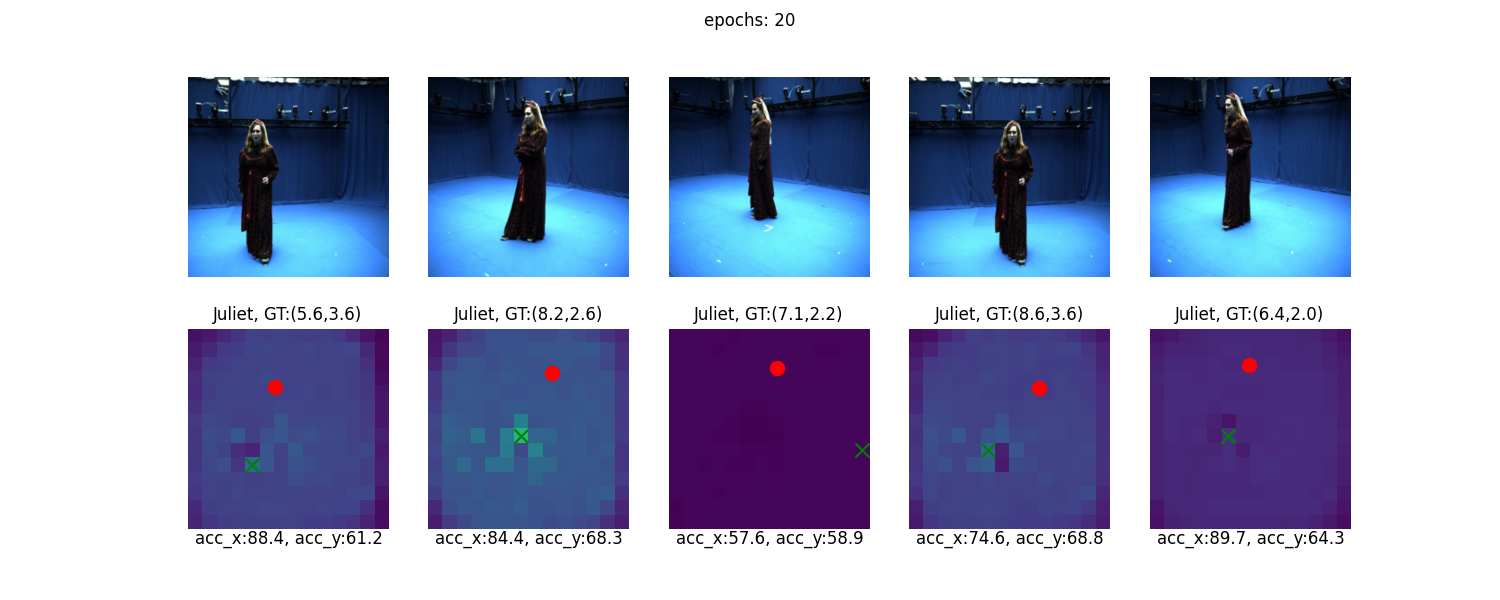 epochs: 20
Juliet, GT:(5.6,3.6)
Juliet, GT:(8.2,2.6)
Juliet, GT:(7.1,2.2)
Juliet, GT:(8.6,3.6)
Juliet, GT:(6.4,2.0)
acc_x:88.4, acc_y:61.2
acc_x:84.4, acc_y:68.3
acc_x:57.6, acc_y:58.9
acc_x:74.6, acc_y:68.8
acc_x:89.7, acc_y:64.3